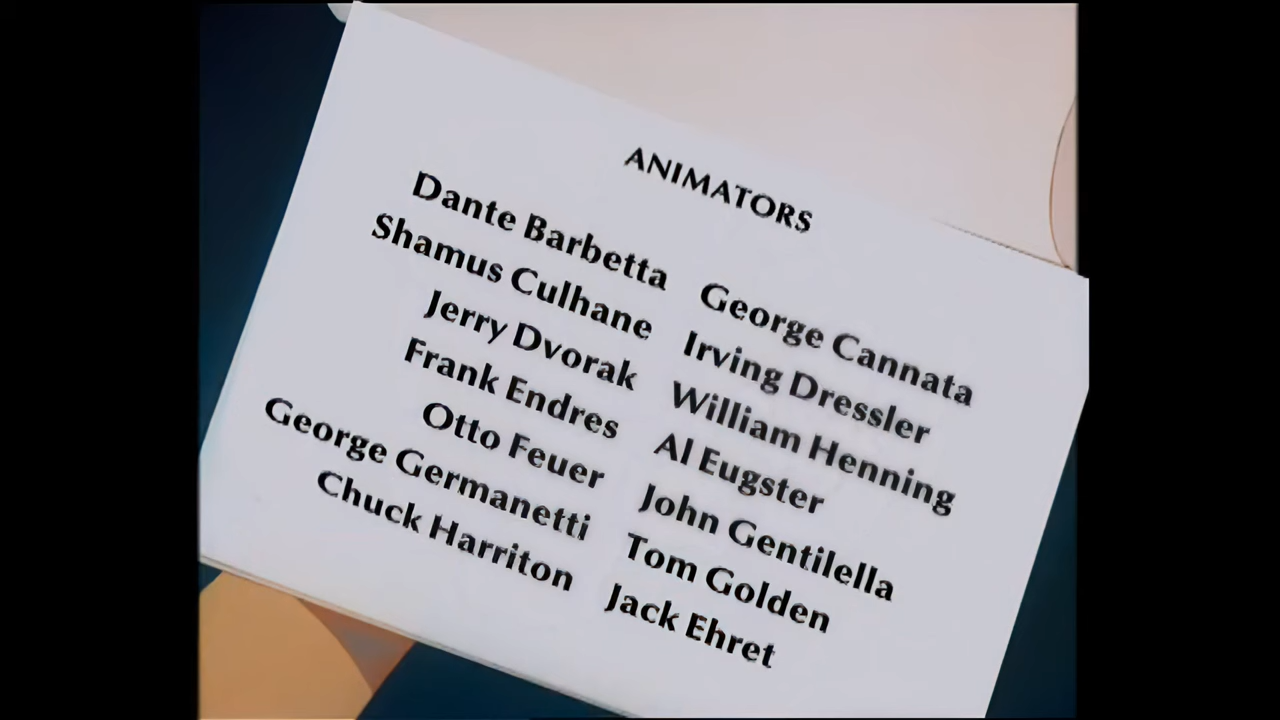 ANIMATORS
Dante Barbetta George Cannata
Shamus Culhane Irving Dressler
Jerry Dvorak William Henning
Frank Endres Al Eugster
Otto Feuer John Gentilella
George Germanetti Tom Golden
Chuck Harriton Jack Ehret